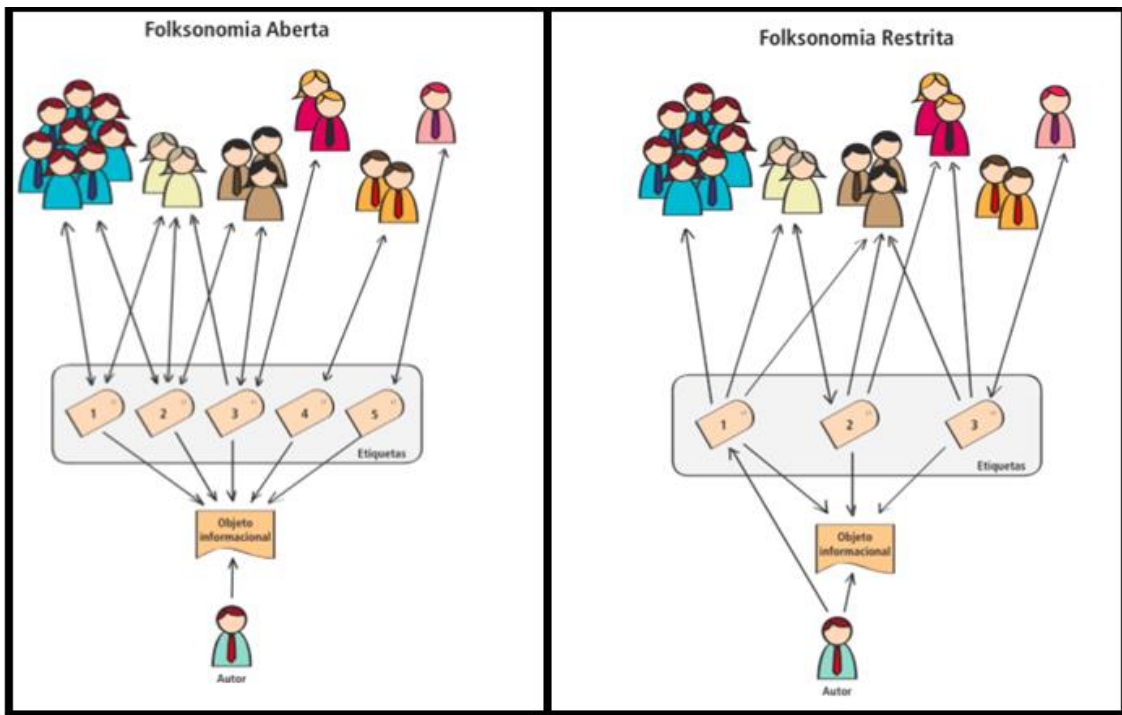 Folksonomia Aberta
1
2
3
4
5
Etiquetas
Objeto
informacional
Autor
Folksonomia Restrita
1
2
3
Etiquetas
Objeto
informacional
Autor